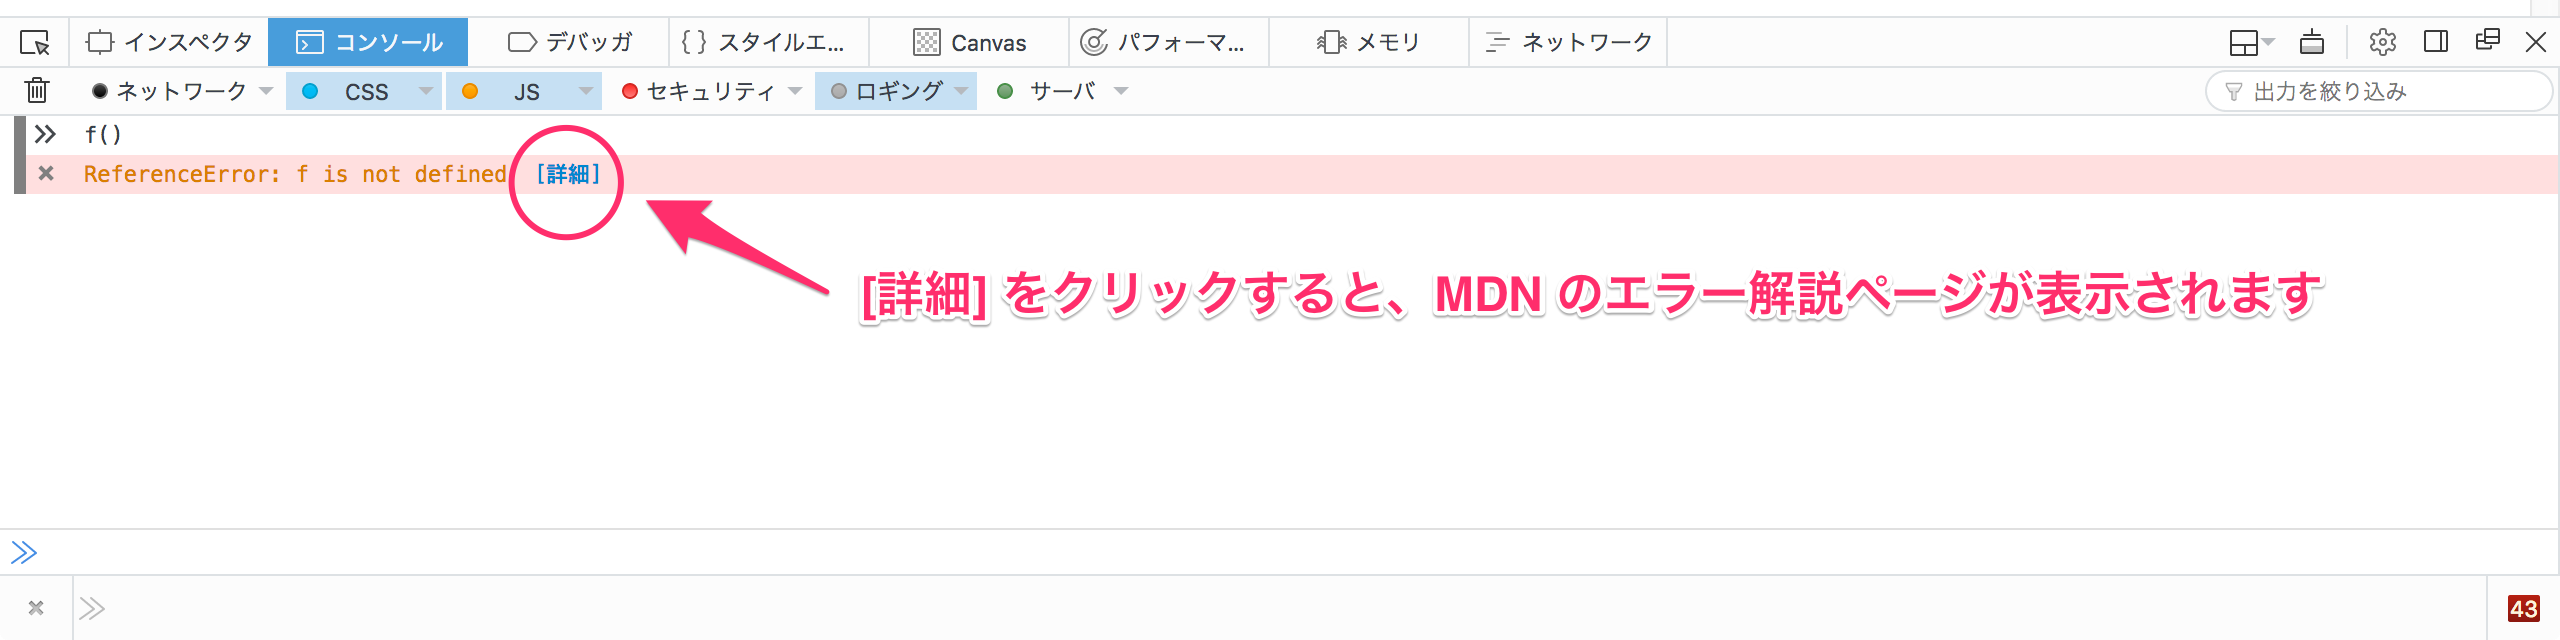 インスペクタ コンソール デバッガ スタイルエ... Canvas パフォーマ... メモリ ネットワーク
ネットワーク CSS JS セキュリティ ロギング サーバ 出力を絞り込み
f()
ReferenceError: f is not defined [詳細]
[詳細] をクリックすると、MDN のエラー解説ページが表示されます
43